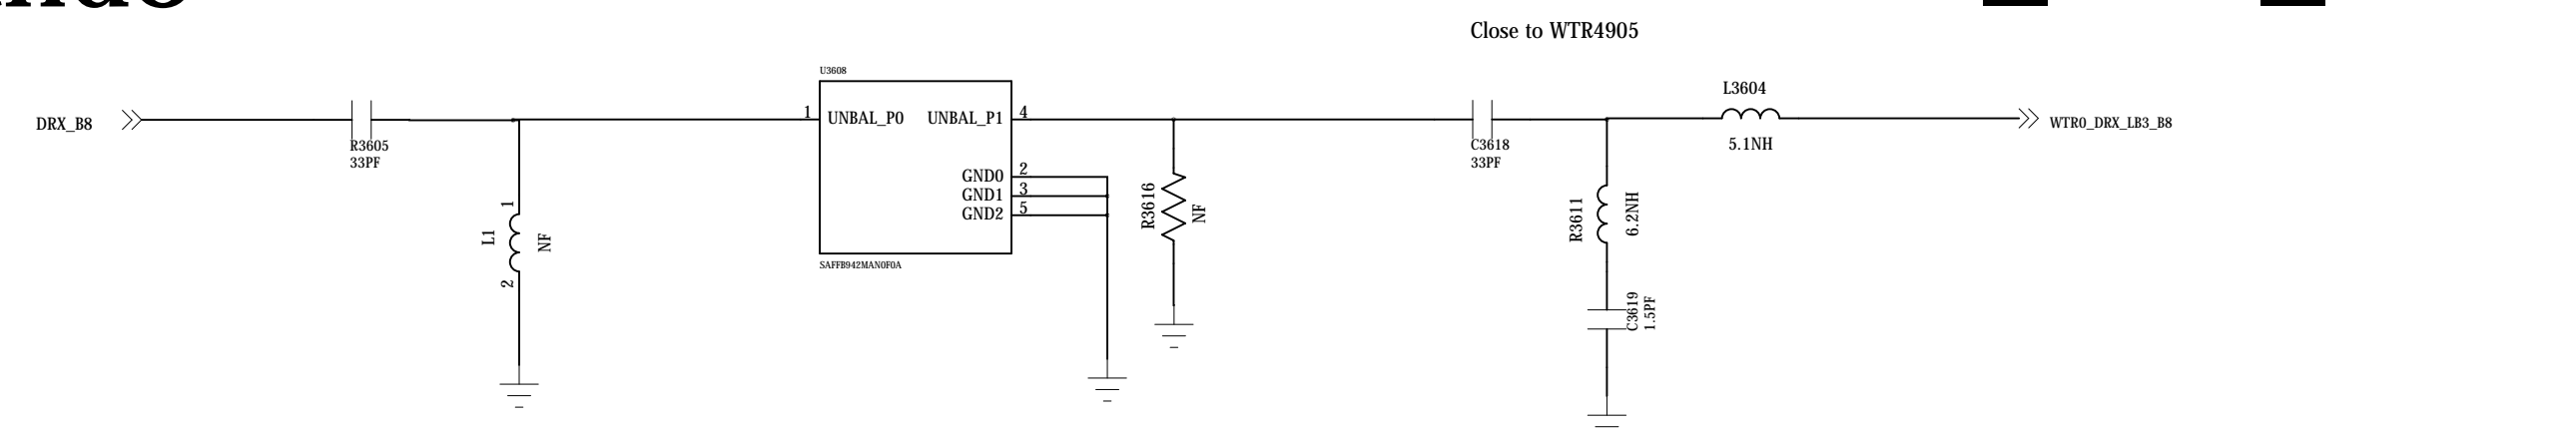 Close to WTR4905
U3608
L3604
DRX_B8
1
UNBAL_P0
UNBAL_P1
4
WTR0_DRX_LB3_B8
R3605
33PF
C3618
33PF
5.1NH
GND0
2
GND1
3
GND2
5
L1
1
2
NF
R3616
NF
R3611
6.2NH
SAFFB942MAN0F0A
C3619
1.5PF